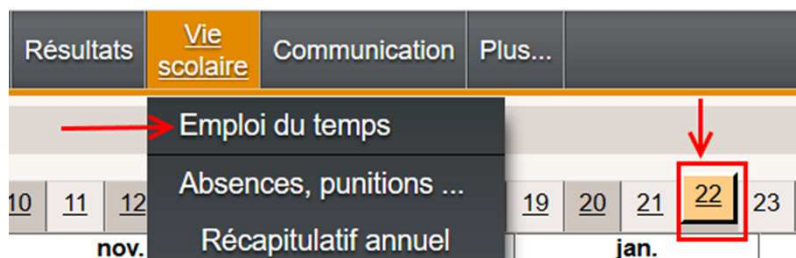 Résultats
Vie
scolaire
Communication
Plus...
Emploi du temps
Absences, punitions ...
Récapitulatif annuel
10 11 12 19 20 21 22 23
nov. jan.